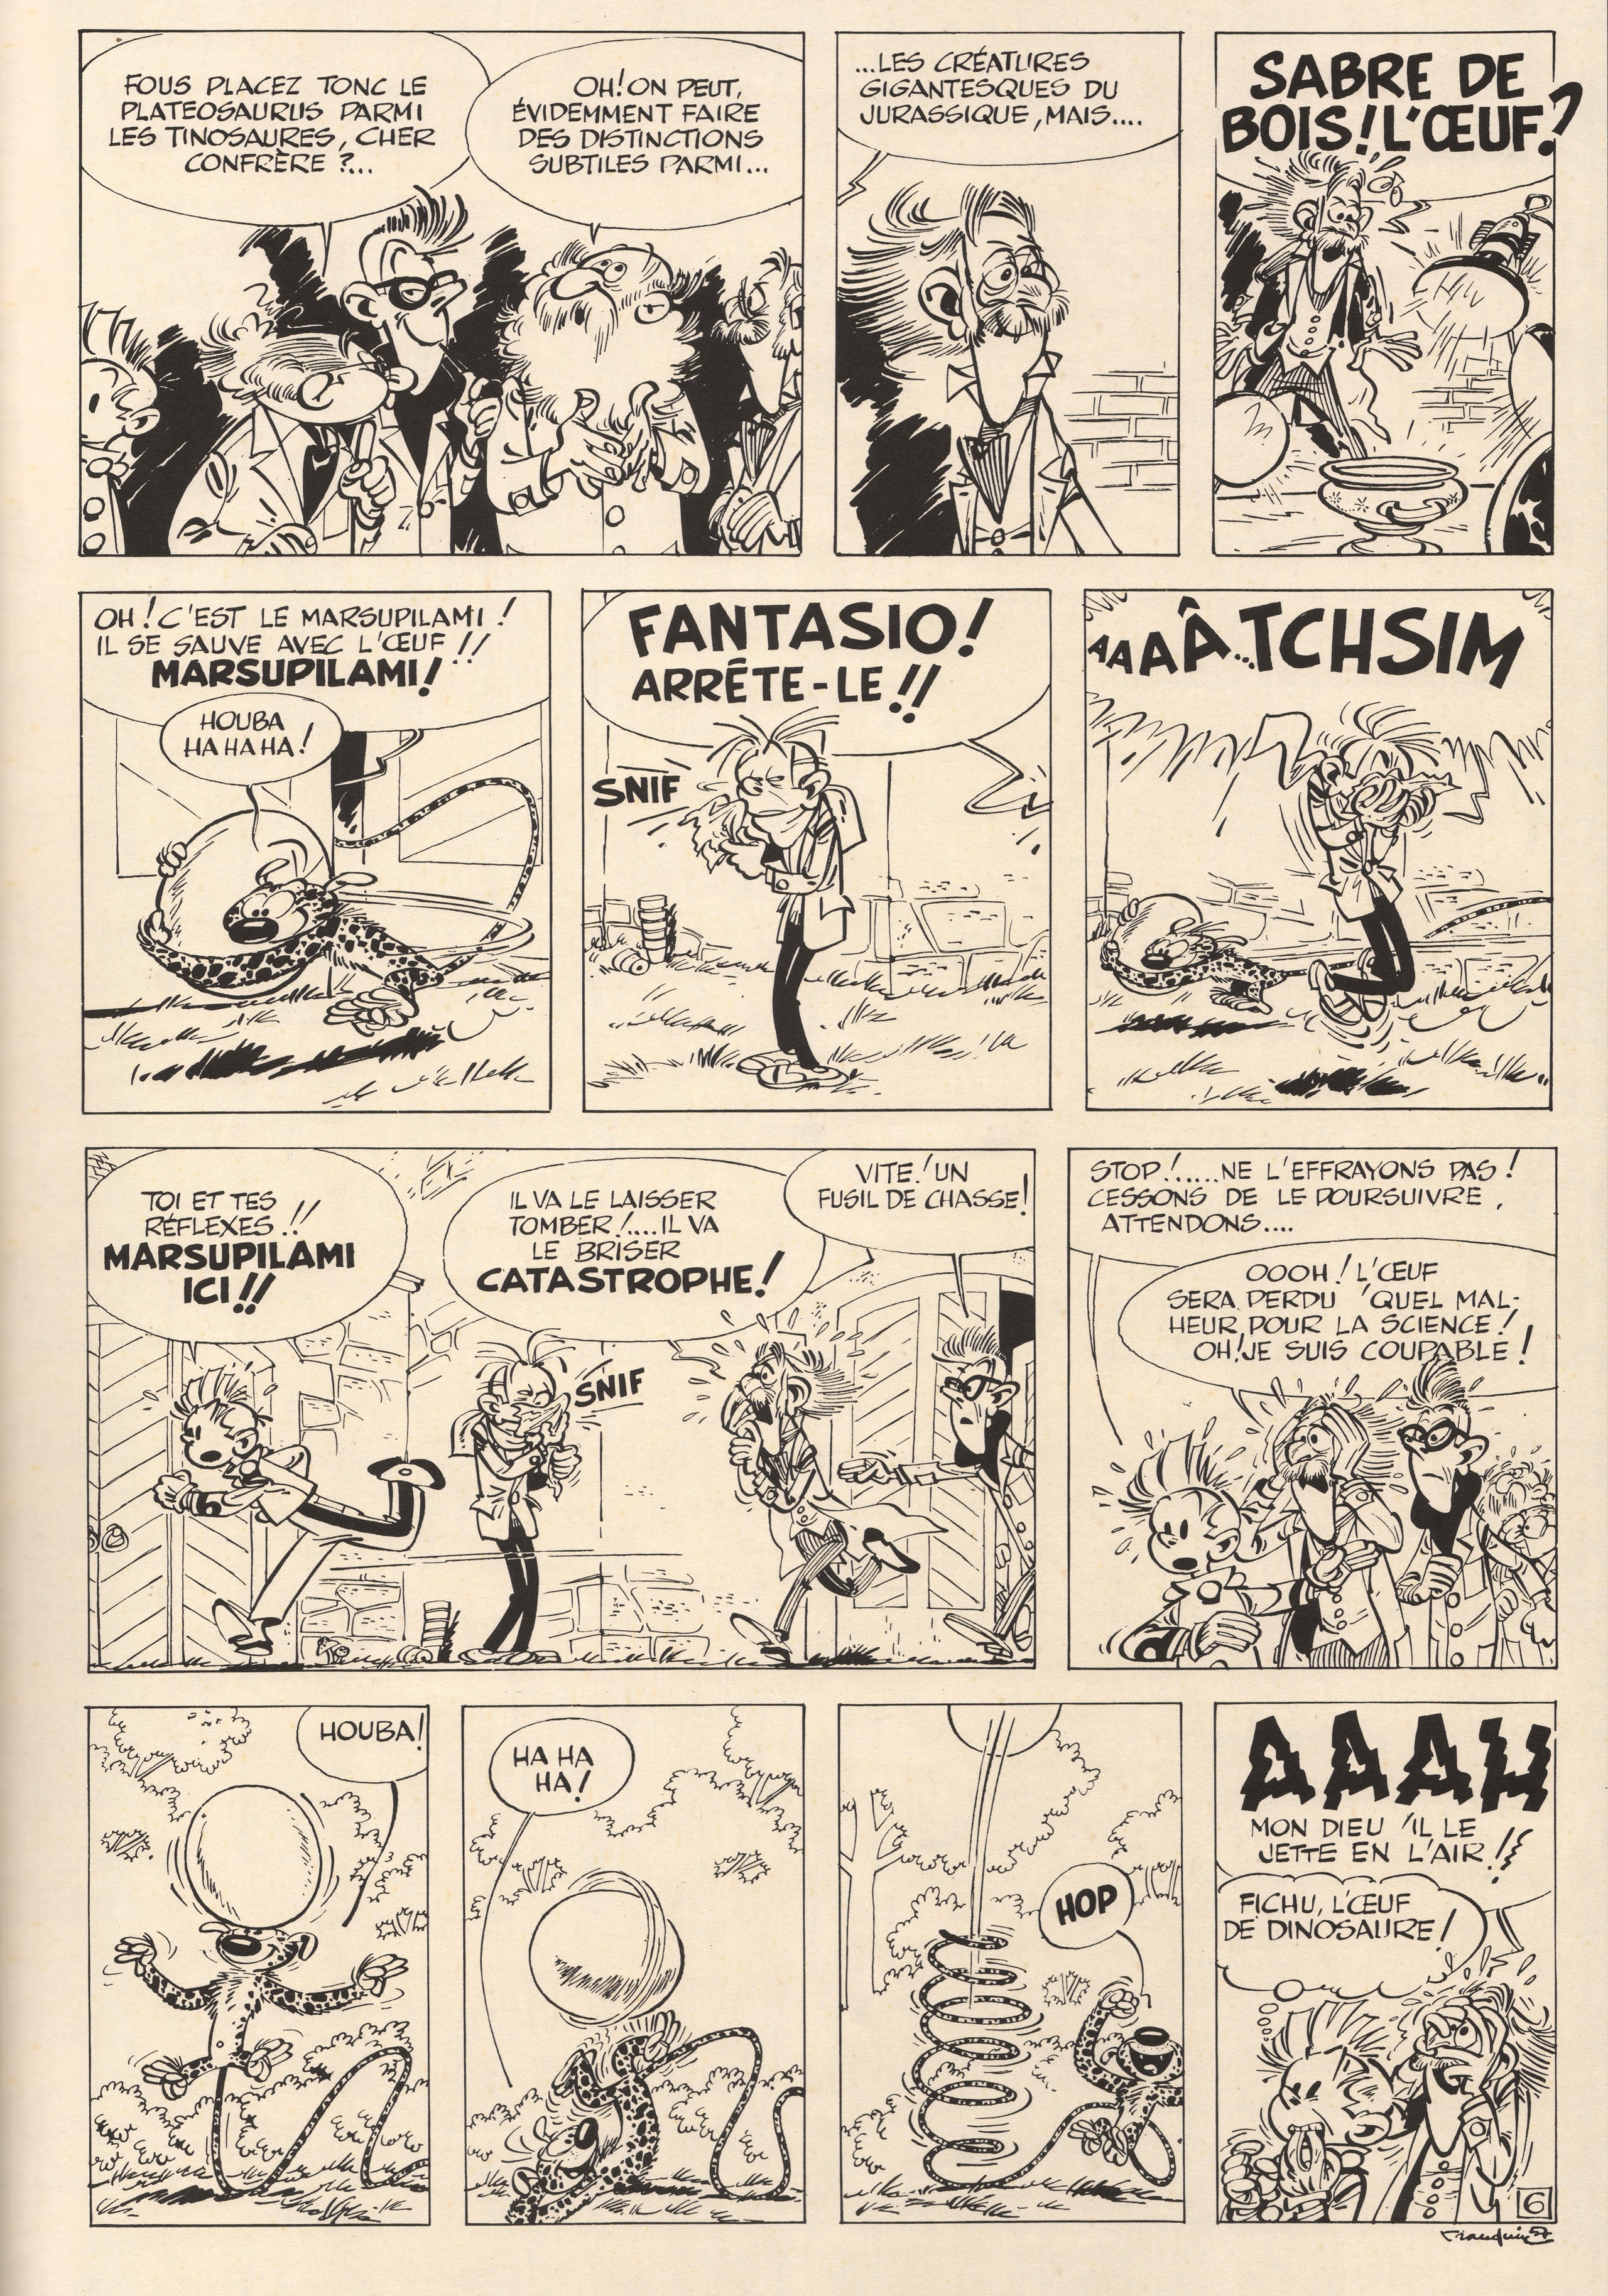 FOUS PLACEZ TONC LE
PLATEOSAURUS PARMI
LES TINOSAURES, CHER
CONFRÈRE ?...
OH! ON PEUT,
ÉVIDEMMENT FAIRE
DES DISTINCTIONS
SUBTILES PARMI...
...LES CRÉATURES
GIGANTESQUES DU
JURASSIQUE, MAIS....
SABRE DE
BOIS! L'ŒUF?
OH! C'EST LE MARSUPILAMI!
IL SE SAUVE AVEC L'ŒUF!!
MARSUPILAMI!
HOUBA
HA HA HA!
FANTASIO!
ARRÊTE-LE!!
SNIF
AAAÂ...TCHSIM
TOI ET TES
RÉFLEXES!!
MARSUPILAMI
ICI!!
IL VA LE LAISSER
TOMBER!....IL VA
LE BRISER
CATASTROPHE!
VITE! UN
FUSIL DE CHASSE!
SNIF
STOP!......NE L'EFFRAYONS PAS!
CESSONS DE LE POURSUIVRE,
ATTENDONS....
OOOH! L'ŒUF
SERA PERDU 'QUEL MAL-
HEUR POUR LA SCIENCE!
OH! JE SUIS COUPABLE!
HOUBA!
HA HA
HA!
HOP
AAAH
MON DIEU 'IL LE
JETTE EN L'AIR!!
FICHU, L'ŒUF
DE DINOSAURE!
6
Franquin 57